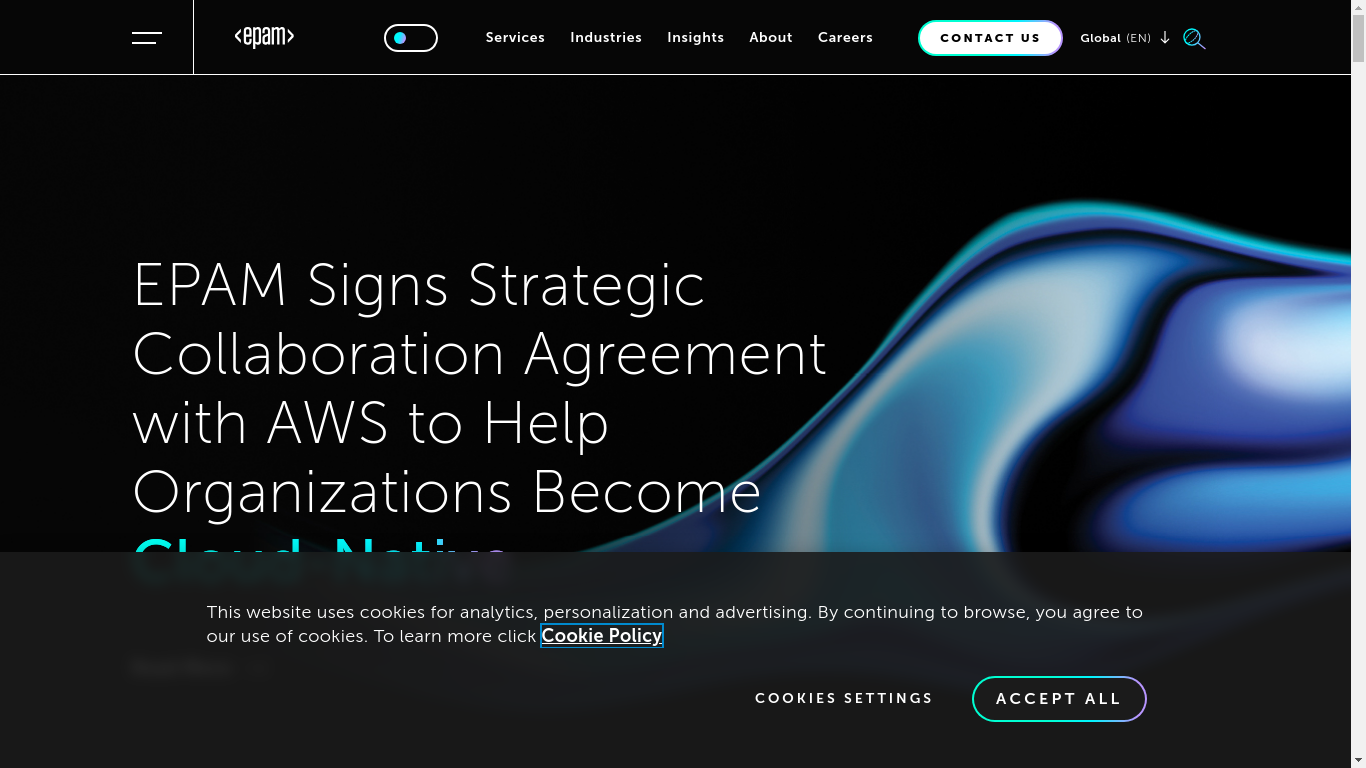 <epam>
Services
Industries
Insights
About
Careers
CONTACT US
Global (EN)
EPAM Signs Strategic
Collaboration Agreement
with AWS to Help
Organizations Become
Cloud-Native
This website uses cookies for analytics, personalization and advertising. By continuing to browse, you agree to
our use of cookies. To learn more click Cookie Policy
COOKIES SETTINGS
ACCEPT ALL